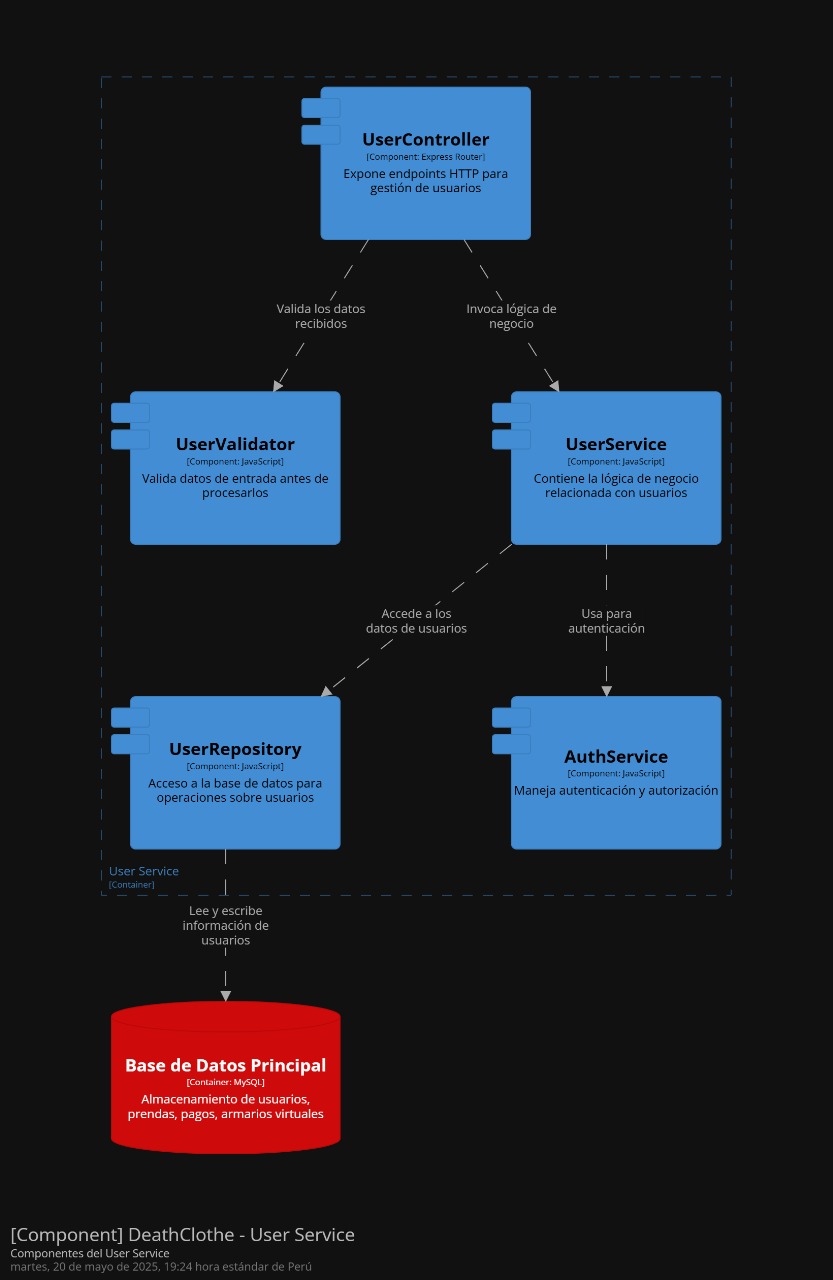 UserController
[Component: Express Router]
Expone endpoints HTTP para
gestión de usuarios
Valida los datos
recibidos
Invoca lógica de
negocio
UserValidator
[Component: JavaScript]
Valida datos de entrada antes de
procesarlos
UserService
[Component: JavaScript]
Contiene la lógica de negocio
relacionada con usuarios
Accede a los
datos de usuarios
Usa para
autenticación
UserRepository
[Component: JavaScript]
Acceso a la base de datos para
operaciones sobre usuarios
AuthService
[Component: JavaScript]
Maneja autenticación y autorización
User Service
[Container]
Lee y escribe
información de
usuarios
Base de Datos Principal
[Container: MySQL]
Almacenamiento de usuarios,
prendas, pagos, armarios virtuales
[Component] DeathClothe - User Service
Componentes del User Service
martes, 20 de mayo de 2025, 19:24 hora estándar de Perú